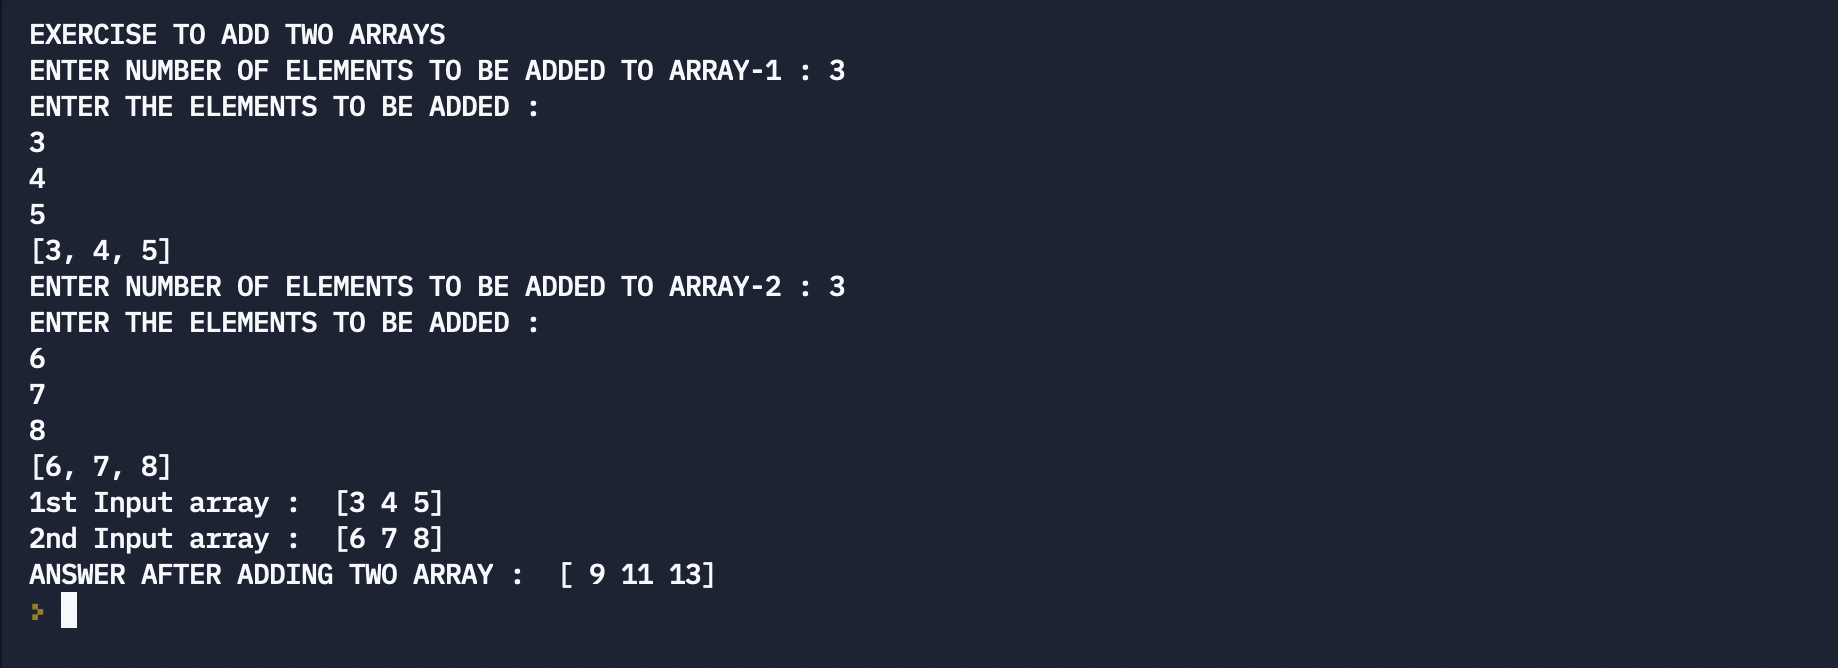 EXERCISE TO ADD TWO ARRAYS
ENTER NUMBER OF ELEMENTS TO BE ADDED TO ARRAY-1 : 3
ENTER THE ELEMENTS TO BE ADDED :
3
4
5
[3, 4, 5]
ENTER NUMBER OF ELEMENTS TO BE ADDED TO ARRAY-2 : 3
ENTER THE ELEMENTS TO BE ADDED :
6
7
8
[6, 7, 8]
1st Input array :  [3 4 5]
2nd Input array :  [6 7 8]
ANSWER AFTER ADDING TWO ARRAY :  [ 9 11 13]
>